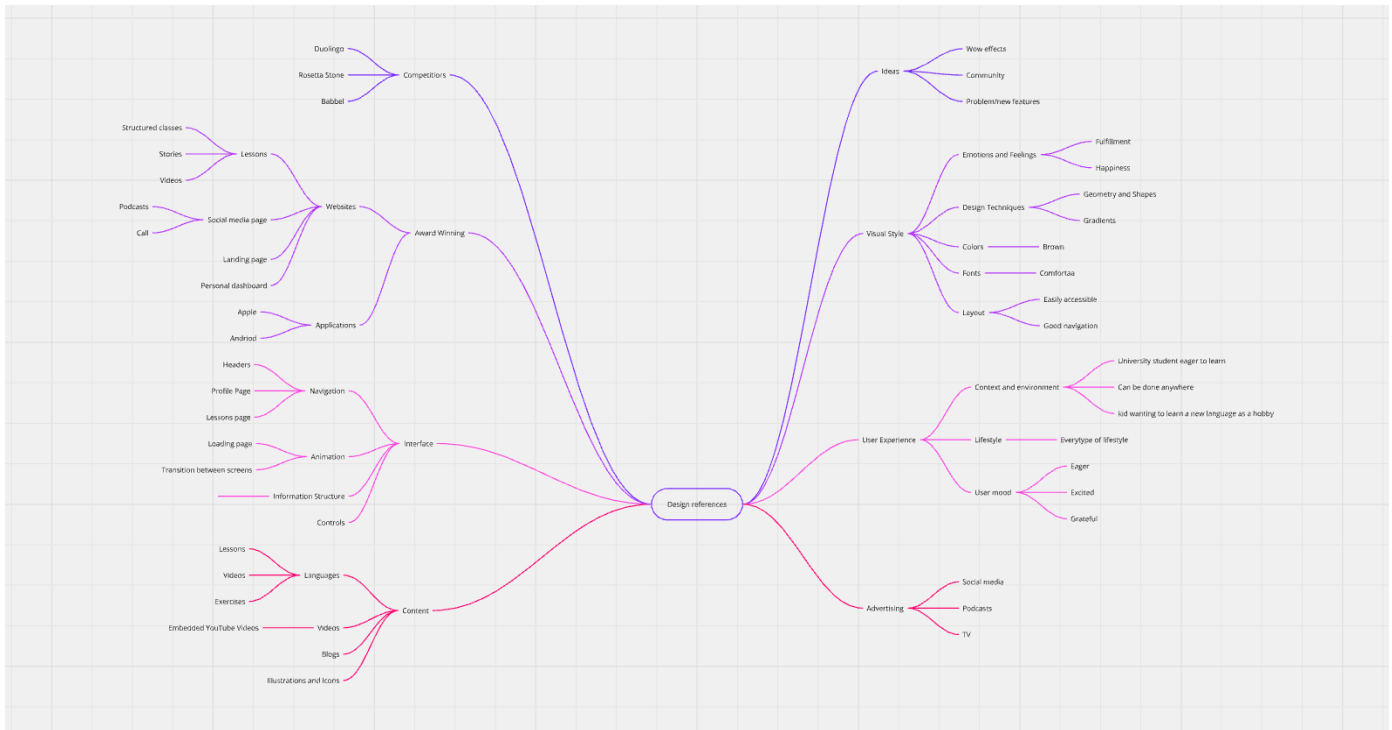 Duolingo
Rosetta Stone
Babbel
Competitiors
Structured classes
Stories
Videos
Lessons
Podcasts
Call
Social media page
Landing page
Personal dashboard
Websites
Apple
Andriod
Applications
Award Winning
Headers
Profile Page
Lessons page
Navigation
Loading page
Transition between screens
Animation
Information Structure
Controls
Interface
Lessons
Videos
Exercises
Languages
Embedded YouTube Videos
Videos
Blogs
Illustrations and Icons
Content
Design references
Ideas
Wow effects
Community
Problem/new features
Visual Style
Emotions and Feelings
Fulfillment
Happiness
Design Techniques
Geometry and Shapes
Gradients
Colors
Brown
Fonts
Comfortaa
Layout
Easily accessible
Good navigation
User Experience
Context and environment
University student eager to learn
Can be done anywhere
kid wanting to learn a new language as a hobby
Lifestyle
Everytype of lifestyle
User mood
Eager
Excited
Grateful
Advertising
Social media
Podcasts
TV